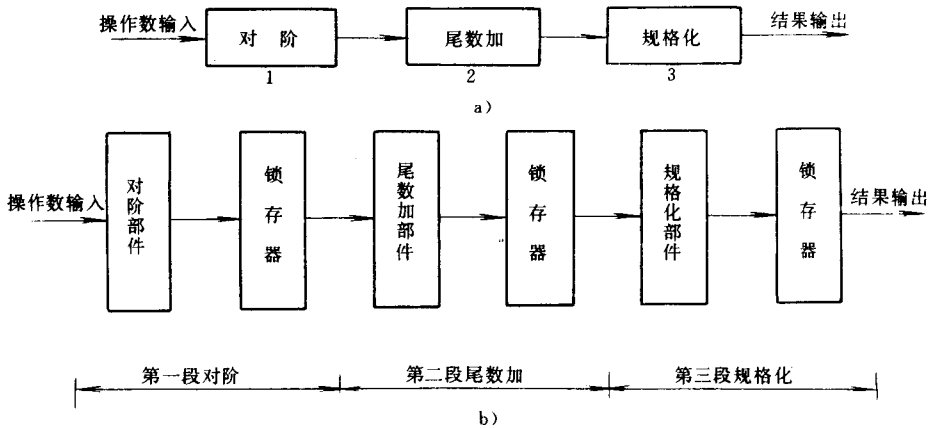 操作数输入
对阶
尾数加
规格化
结果输出
1
2
3
a)
操作数输入
对阶部件
锁存器
尾数加部件
锁存器
规格化部件
锁存器
结果输出
第一段对阶
第二段尾数加
第三段规格化
b)